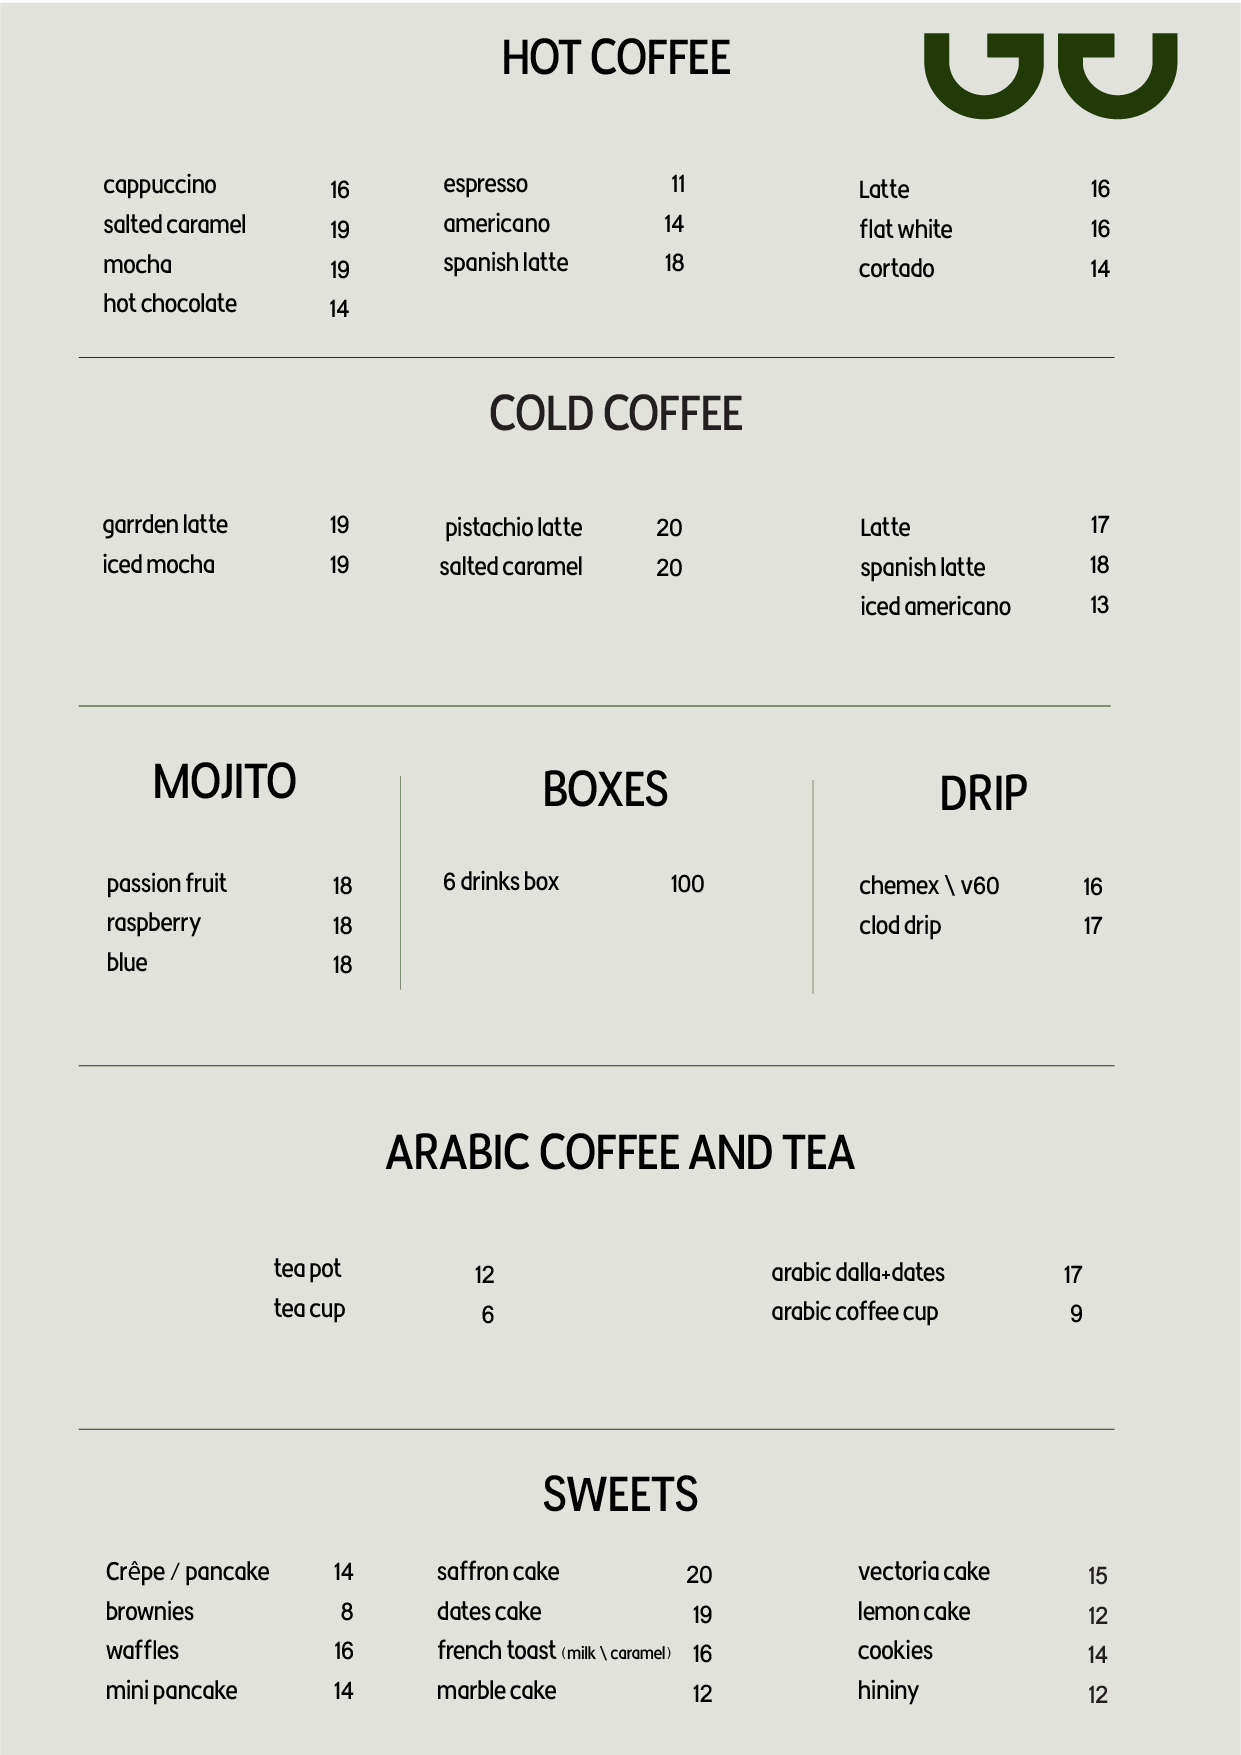 HOT COFFEE
cappuccino 16
salted caramel 19
mocha 19
hot chocolate 14
espresso 11
americano 14
spanish latte 18
Latte 16
flat white 16
cortado 14
COLD COFFEE
garrden latte 19
iced mocha 19
pistachio latte 20
salted caramel 20
Latte 17
spanish latte 18
iced americano 13
MOJITO
passion fruit 18
raspberry 18
blue 18
BOXES
6 drinks box 100
DRIP
chemex \ v60 16
clod drip 17
ARABIC COFFEE AND TEA
tea pot 12
tea cup 6
arabic dalla+dates 17
arabic coffee cup 9
SWEETS
Crêpe / pancake 14
brownies 8
waffles 16
mini pancake 14
saffron cake 20
dates cake 19
french toast (milk \ caramel) 16
marble cake 12
vectoria cake 15
lemon cake 12
cookies 14
hininy 12